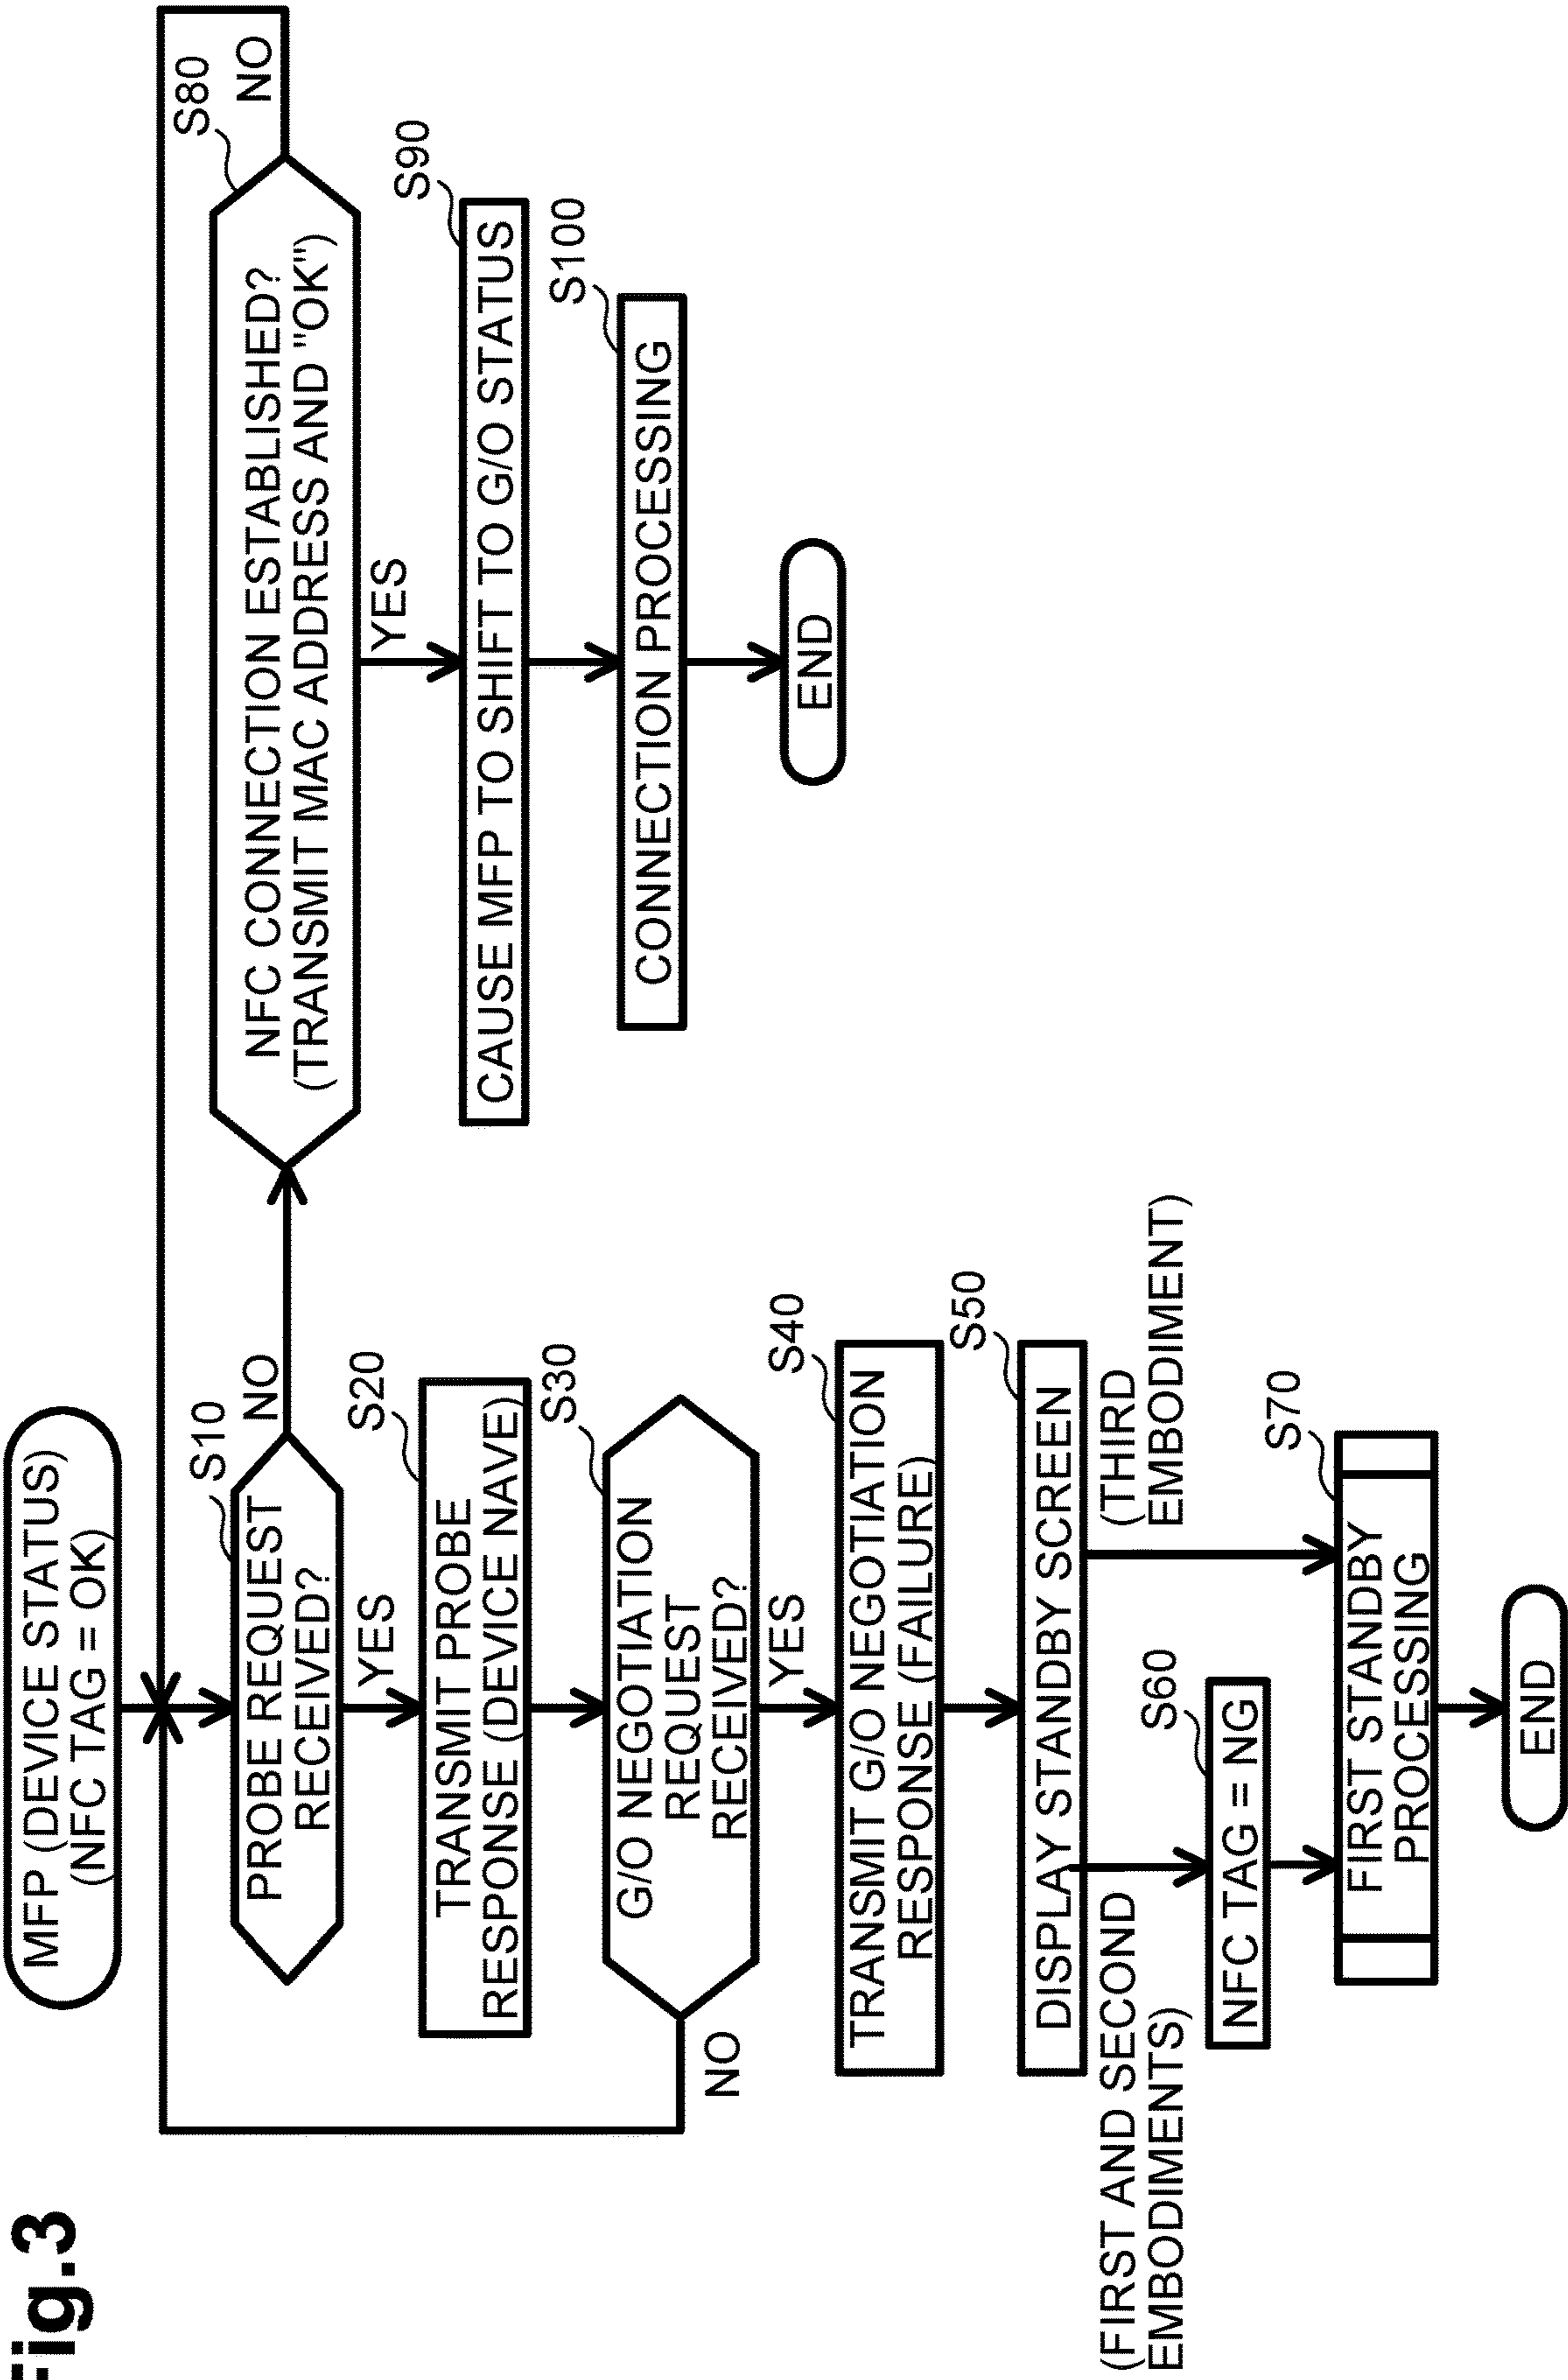 Fig.3
MFP (DEVICE STATUS)
(NFC TAG = OK)
S10
PROBE REQUEST
RECEIVED?
NO
YES
S20
TRANSMIT PROBE
RESPONSE (DEVICE NAVE)
S30
G/O NEGOTIATION
REQUEST
RECEIVED?
NO
YES
S40
TRANSMIT G/O NEGOTIATION
RESPONSE (FAILURE)
S50
DISPLAY STANDBY SCREEN
(FIRST AND SECOND
EMBODIMENTS)
(THIRD
EMBODIMENT)
S60
NFC TAG = NG
S70
FIRST STANDBY
PROCESSING
END
S80
NFC CONNECTION ESTABLISHED?
(TRANSMIT MAC ADDRESS AND "OK")
NO
YES
S90
CAUSE MFP TO SHIFT TO G/O STATUS
S100
CONNECTION PROCESSING
END